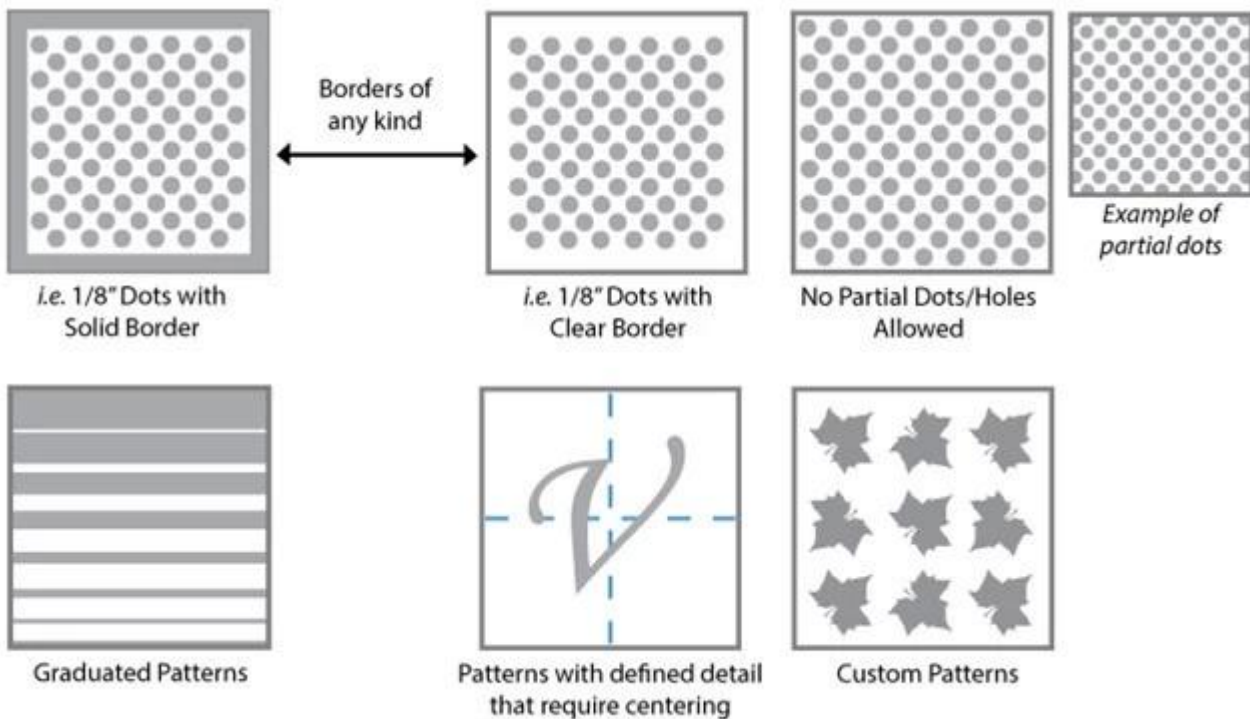 Borders of
any kind
i.e. 1/8" Dots with
Solid Border
i.e. 1/8" Dots with
Clear Border
No Partial Dots/Holes
Allowed
Example of
partial dots
V
Graduated Patterns
Patterns with defined detail
that require centering
Custom Patterns